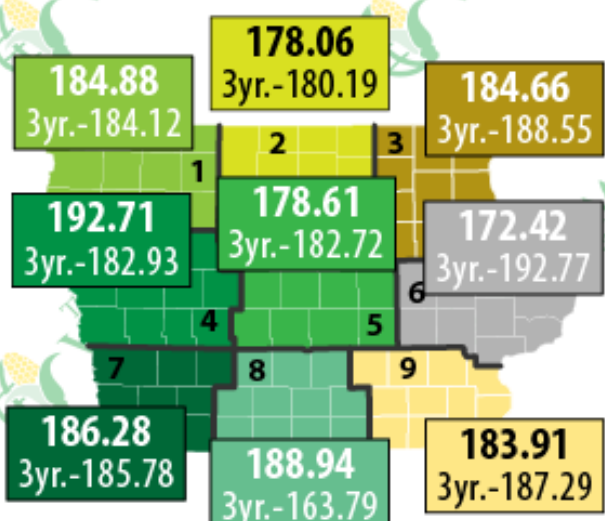 178.06
3yr.-180.19
184.88
3yr.-184.12
184.66
3yr.-188.55
1
2
3
192.71
3yr.-182.93
178.61
3yr.-182.72
172.42
3yr.-192.77
4
5
6
7
8
9
186.28
3yr.-185.78
188.94
3yr.-163.79
183.91
3yr.-187.29